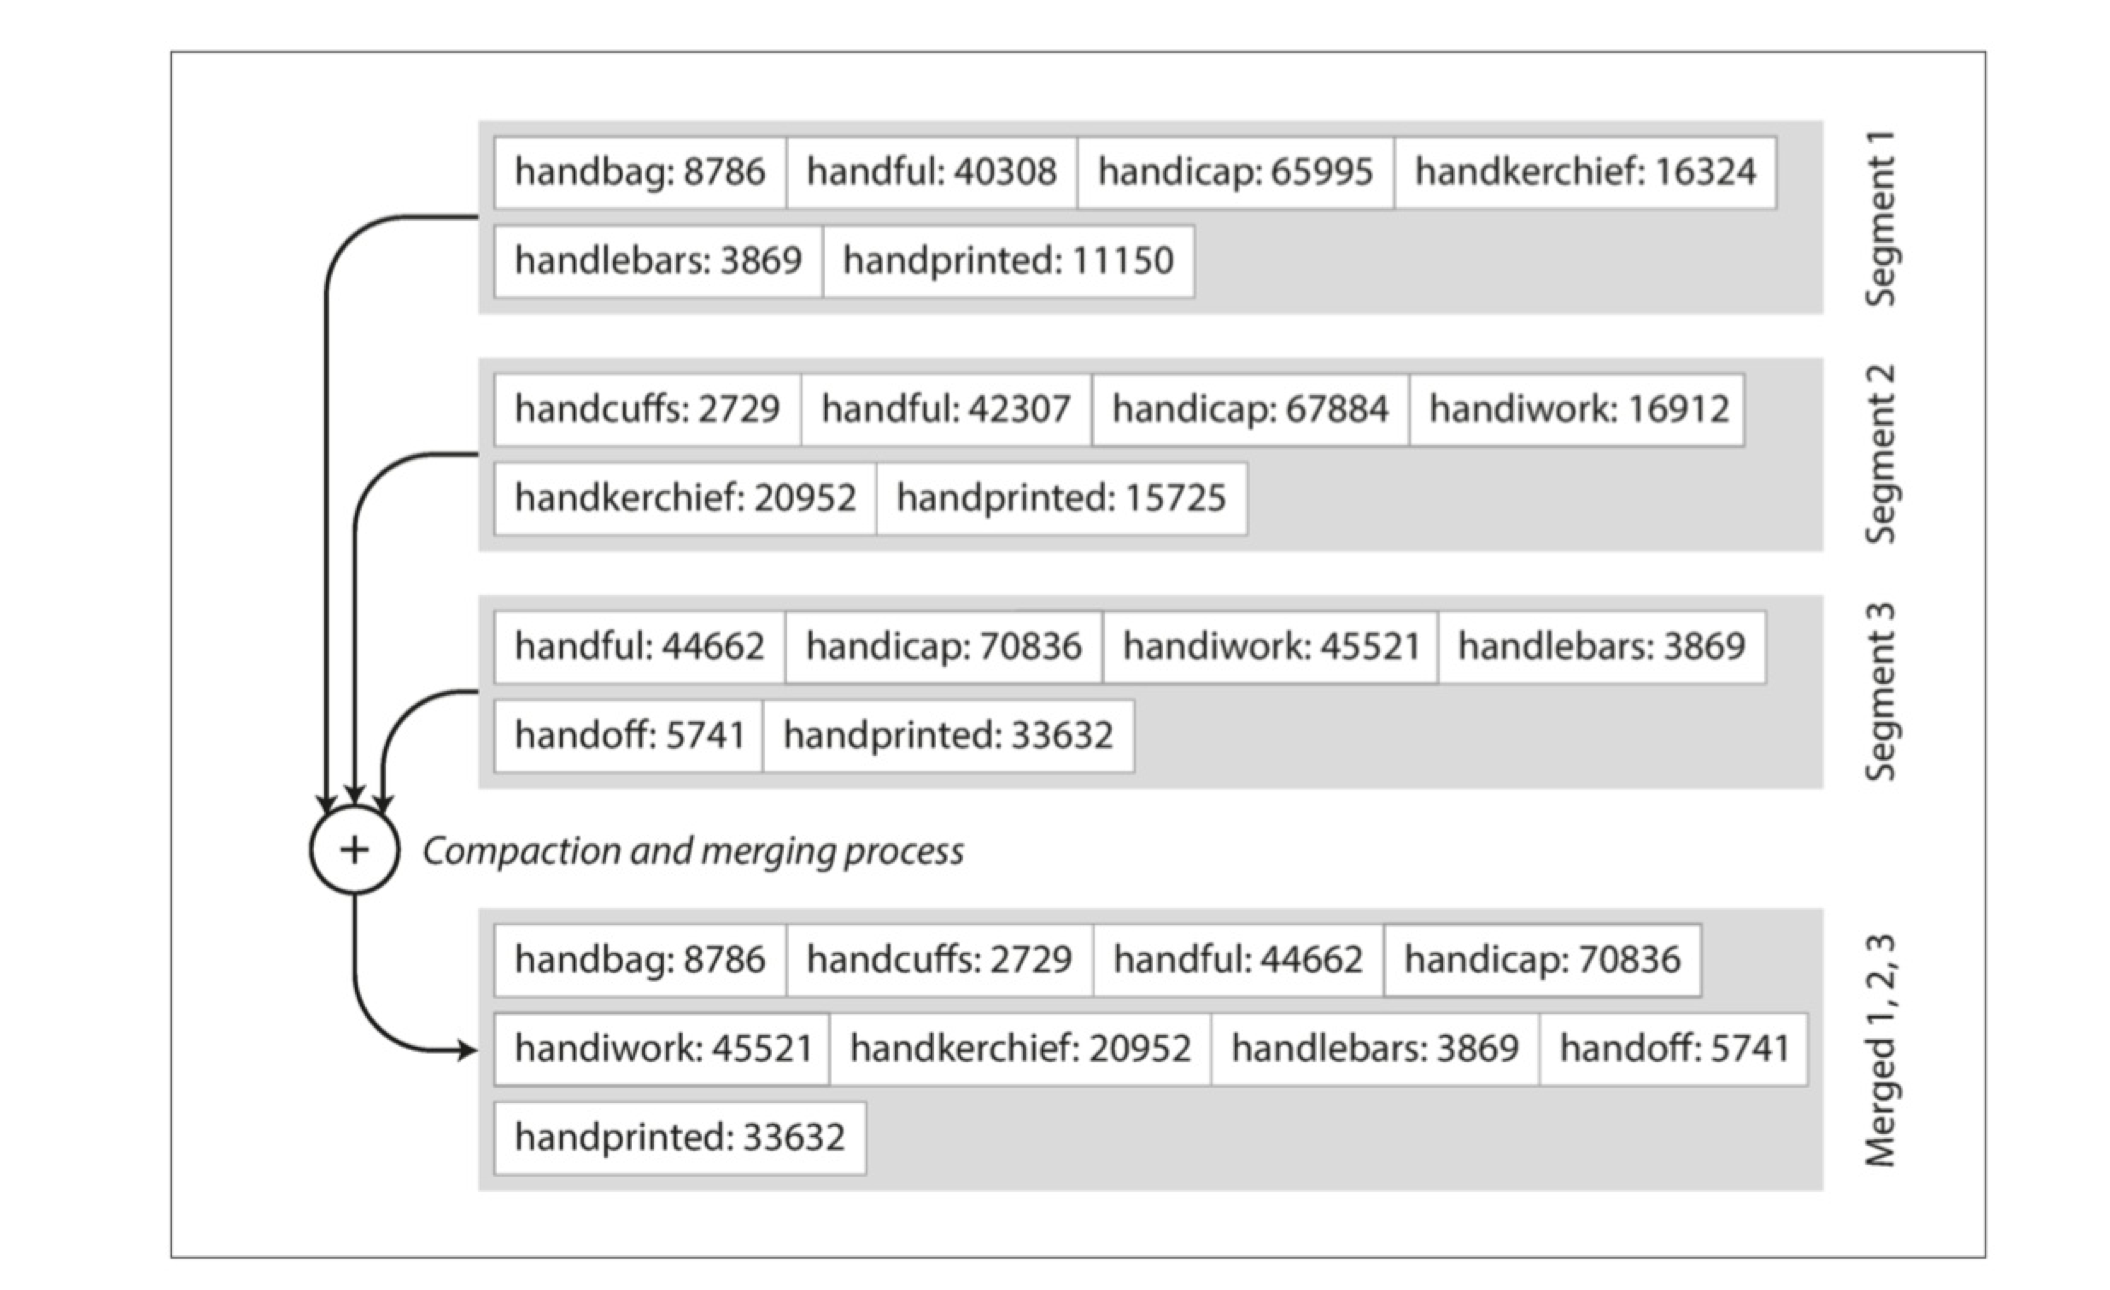 handbag: 8786 handful: 40308 handicap: 65995 handkerchief: 16324
handlebars: 3869 handprinted: 11150
Segment 1
handcuffs: 2729 handful: 42307 handicap: 67884 handiwork: 16912
handkerchief: 20952 handprinted: 15725
Segment 2
handful: 44662 handicap: 70836 handiwork: 45521 handlebars: 3869
handoff: 5741 handprinted: 33632
Segment 3
+ Compaction and merging process
handbag: 8786 handcuffs: 2729 handful: 44662 handicap: 70836
handiwork: 45521 handkerchief: 20952 handlebars: 3869 handoff: 5741
handprinted: 33632
Merged 1, 2, 3